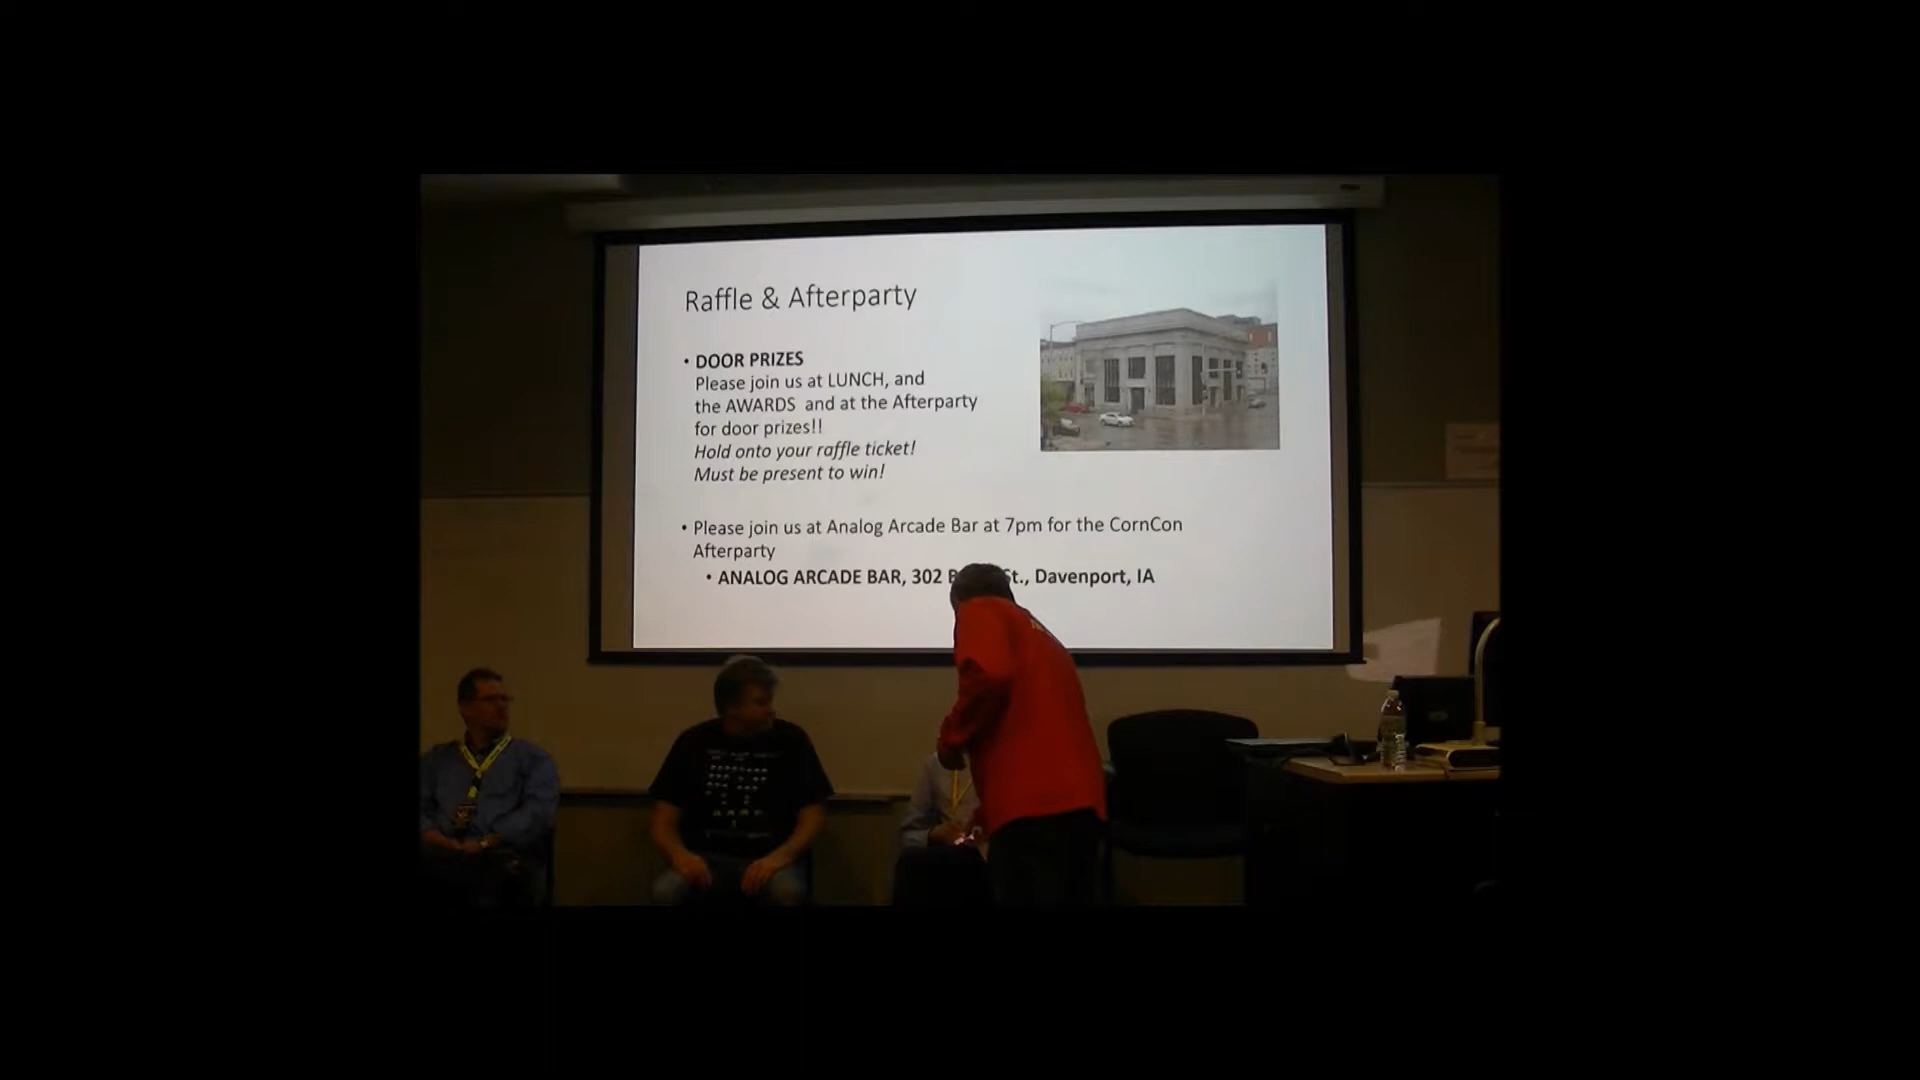 Raffle & Afterparty
• DOOR PRIZES
Please join us at LUNCH, and
the AWARDS and at the Afterparty
for door prizes!!
Hold onto your raffle ticket!
Must be present to win!
• Please join us at Analog Arcade Bar at 7pm for the CornCon
Afterparty
• ANALOG ARCADE BAR, 302 St., Davenport, IA